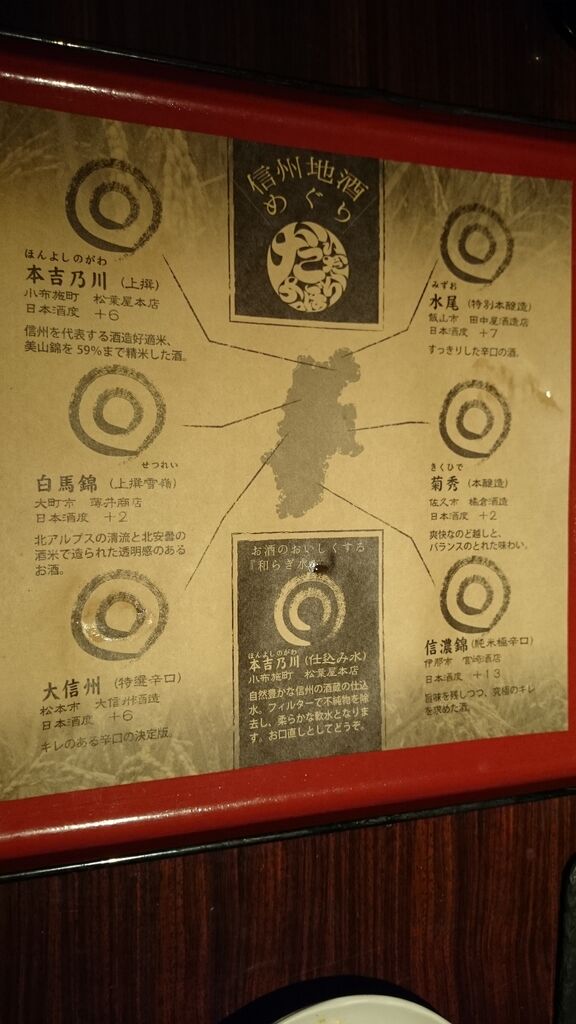 信州地酒
めぐり
ほんよしのがわ
本吉乃川 (上撰)
小布施町 松葉屋本店
日本酒度 +6
信州を代表する酒造好適米、
美山錦を59%まで精米した酒。
せつれい
白馬錦 (上撰雪嶺)
大町市 薄井商店
日本酒度 +2
北アルプスの清流と北安曇の
酒米で造られた透明感のある
お酒。
大信州 (特選辛口)
松本市 大信州酒造
日本酒度 +6
キレのある辛口の決定版。
みずお
水尾 (特別本醸造)
飯山市 田中屋酒造店
日本酒度 +7
すっきりした辛口の酒。
きくひで
菊秀 (本醸造)
佐久市 橘倉酒造
日本酒度 +2
爽快なのど越しと、
バランスのとれた味わい。
信濃錦 (純米極辛口)
伊那市 宮嶋酒店
日本酒度 +13
旨味を残しつつ、究極のキレ
を求めた酒。
お酒のおいしくする
『和らぎ水』
ほんよしのがわ
本吉乃川 (仕込み水)
小布施町 松葉屋本店
自然豊かな信州の酒蔵の仕込
水。フィルターで不純物を除
去し、柔らかな軟水となりま
す。お口直しとしてどうぞ。